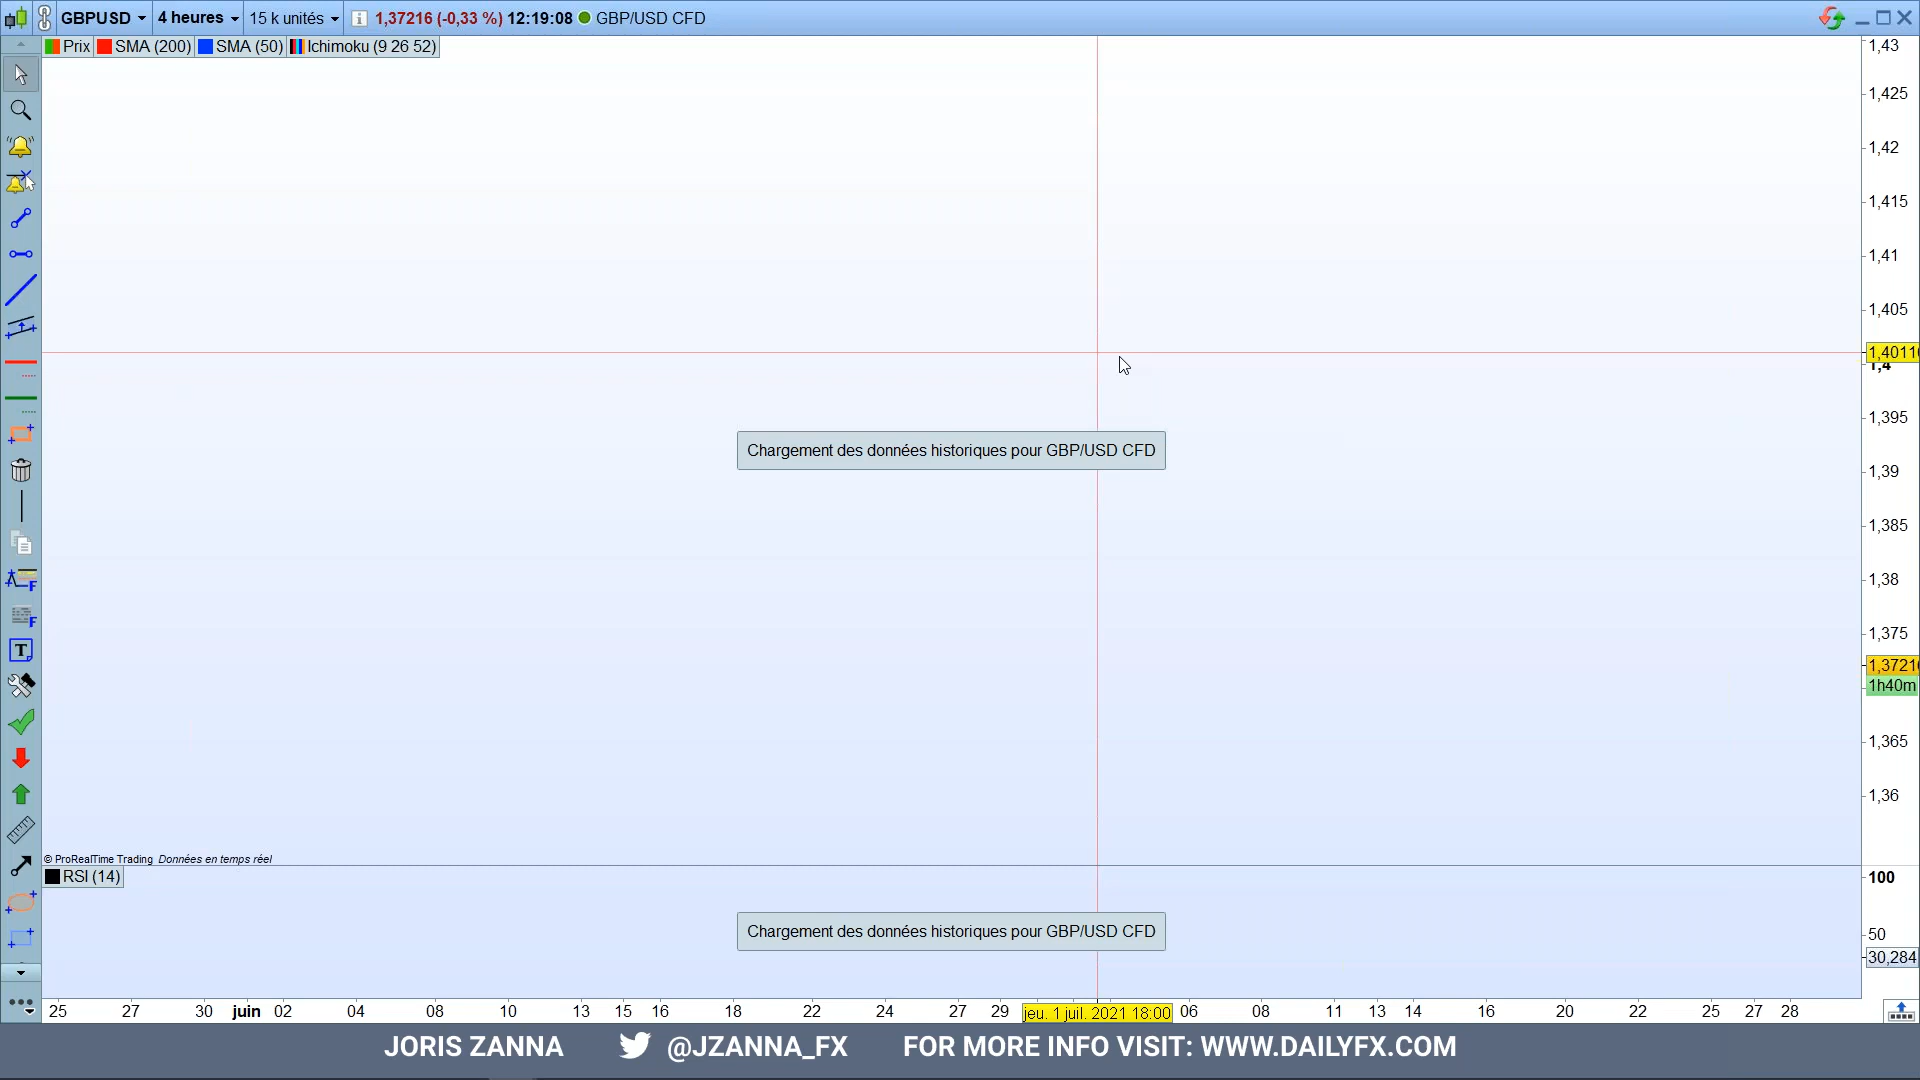 GBPUSD 4 heures 15 k unités 1,37216 (-0,33 %) 12:19:08 GBP/USD CFD
Prix SMA (200) SMA (50) Ichimoku (9 26 52)
1,43
1,425
1,42
1,415
1,41
1,405
1,4011
1,4
1,395
Chargement des données historiques pour GBP/USD CFD
1,39
1,385
1,38
1,375
1,3721
1h40m
1,365
1,36
© ProRealTime Trading Données en temps réel
RSI (14)
100
Chargement des données historiques pour GBP/USD CFD
50
30,284
25 27 30 juin 02 04 08 10 13 15 16 18 22 24 27 29 jeu. 1 juil. 2021 18:00 06 08 11 13 14 16 20 22 25 27 28
JORIS ZANNA @JZANNA_FX FOR MORE INFO VISIT: WWW.DAILYFX.COM